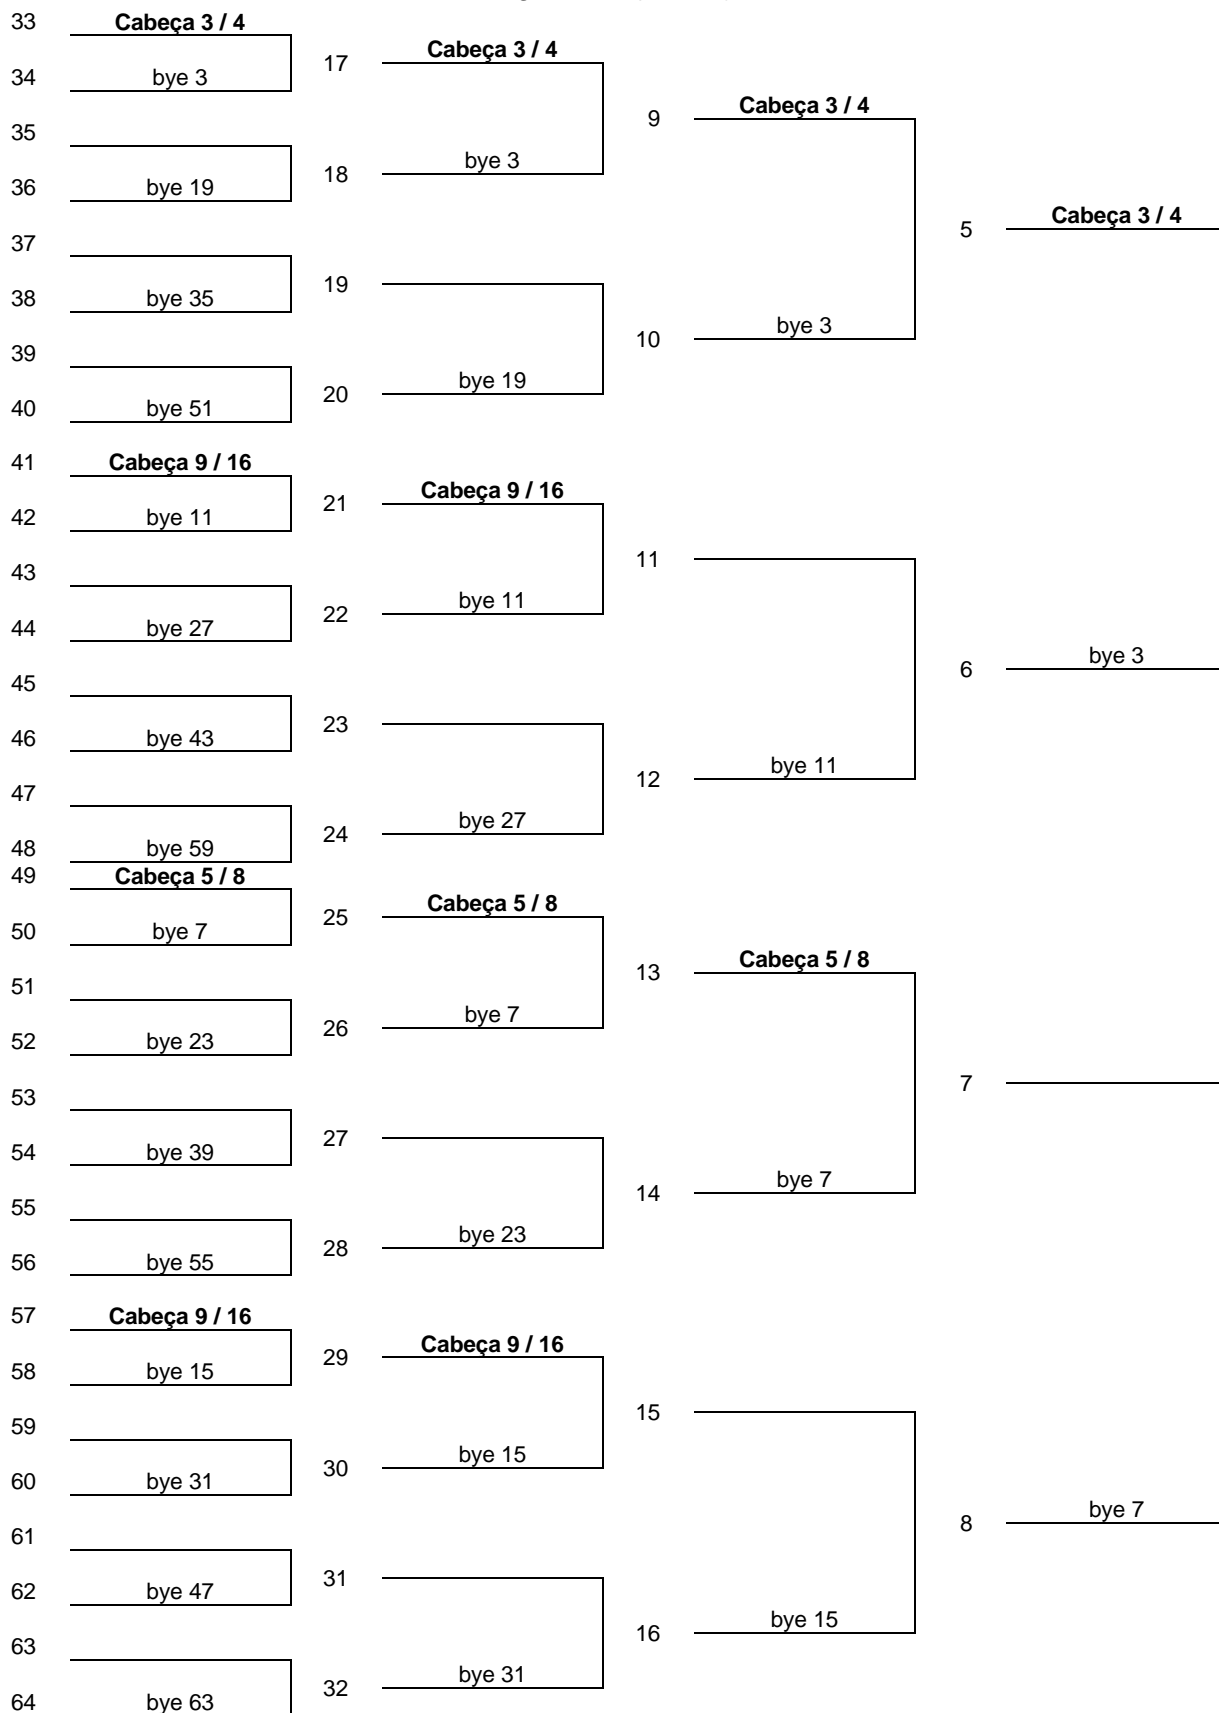 33 Cabeça 3 / 4
34 bye 3
35
36 bye 19
37
38 bye 35
39
40 bye 51
41 Cabeça 9 / 16
42 bye 11
43
44 bye 27
45
46 bye 43
47
48 bye 59
49 Cabeça 5 / 8
50 bye 7
51
52 bye 23
53
54 bye 39
55
56 bye 55
57 Cabeça 9 / 16
58 bye 15
59
60 bye 31
61
62 bye 47
63
64 bye 63
17 Cabeça 3 / 4
18 bye 3
19
20 bye 19
21 Cabeça 9 / 16
22 bye 11
23
24 bye 27
25 Cabeça 5 / 8
26 bye 7
27
28 bye 23
29 Cabeça 9 / 16
30 bye 15
31
32 bye 31
9 Cabeça 3 / 4
10 bye 3
11
12 bye 11
13 Cabeça 5 / 8
14 bye 7
15
16 bye 15
5 Cabeça 3 / 4
6 bye 3
7
8 bye 7